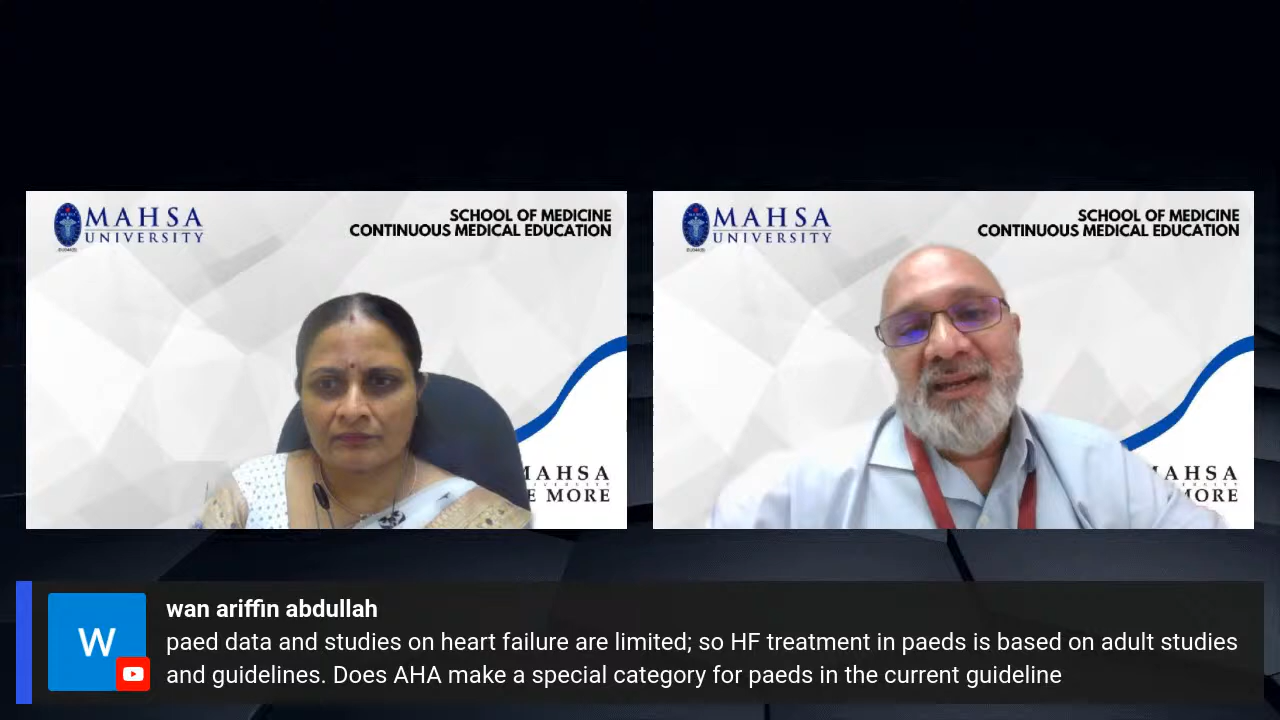 MAHSA
UNIVERSITY
SCHOOL OF MEDICINE
CONTINUOUS MEDICAL EDUCATION
MAHSA
E MORE
MAHSA
UNIVERSITY
SCHOOL OF MEDICINE
CONTINUOUS MEDICAL EDUCATION
AHSA
MORE
W
wan ariffin abdullah
paed data and studies on heart failure are limited; so HF treatment in paeds is based on adult studies
and guidelines. Does AHA make a special category for paeds in the current guideline